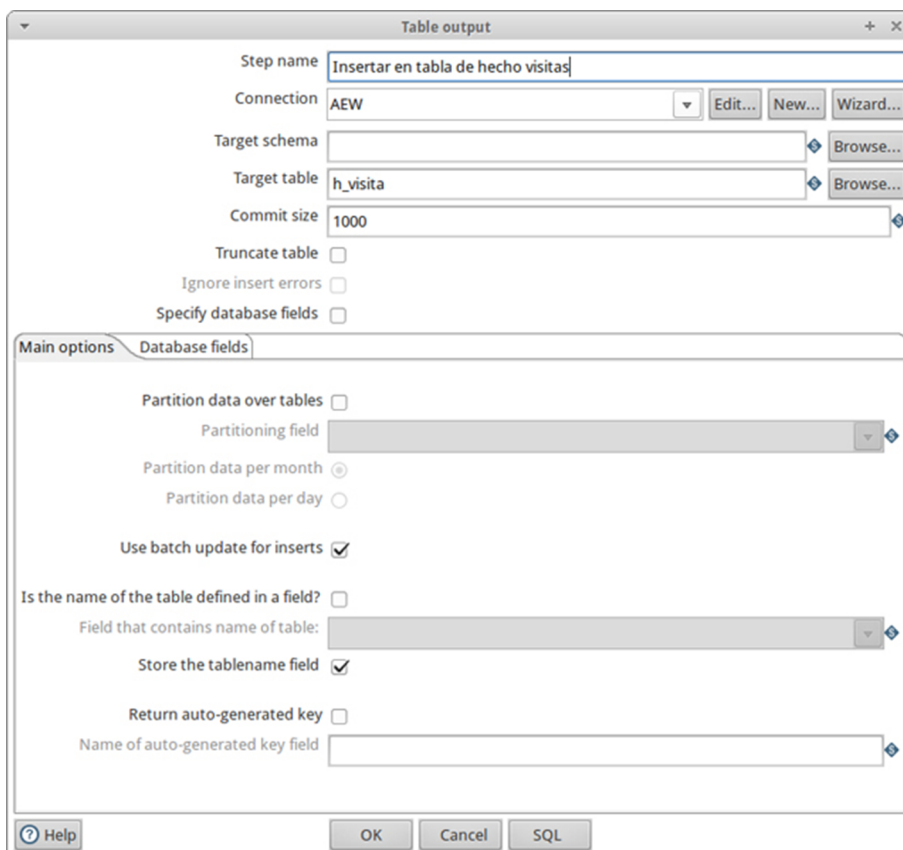 Table output
Step name Insertar en tabla de hecho visitas
Connection AEW Edit... New... Wizard...
Target schema Browse...
Target table h_visita Browse...
Commit size 1000
Truncate table
Ignore insert errors
Specify database fields
Main options Database fields
Partition data over tables
Partitioning field
Partition data per month
Partition data per day
Use batch update for inserts
Is the name of the table defined in a field?
Field that contains name of table:
Store the tablename field
Return auto-generated key
Name of auto-generated key field
Help OK Cancel SQL